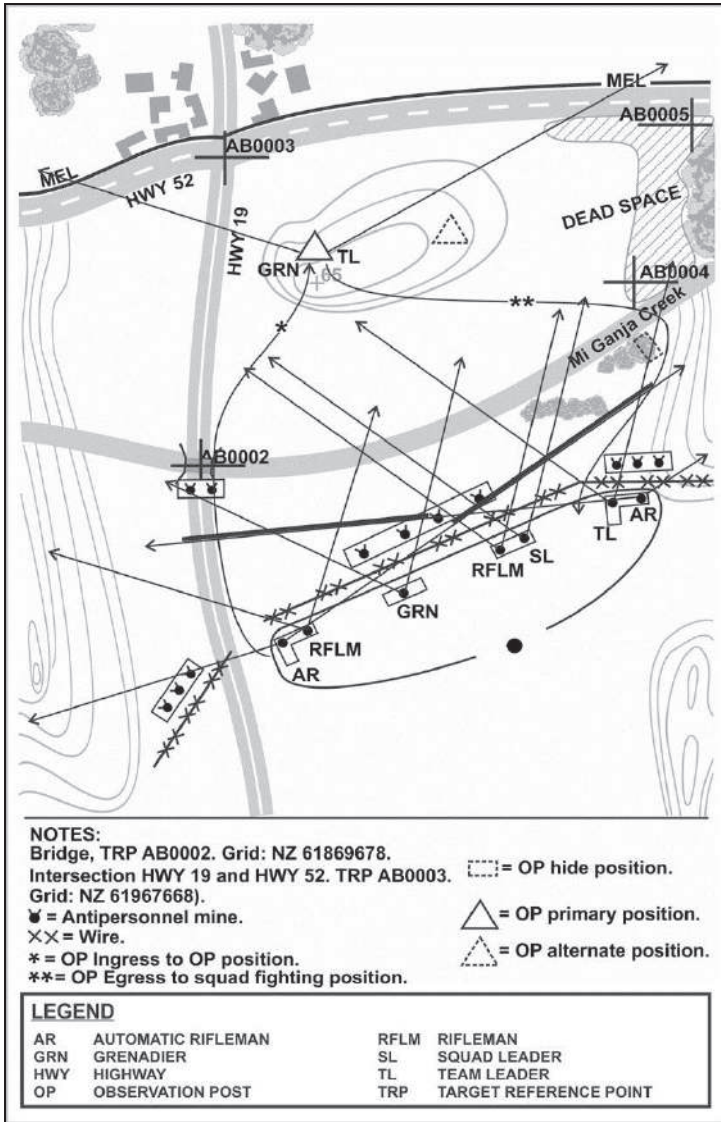 MEL
AB0005
AB0003
MEL
HWY 52
HWY 19
DEAD SPACE
TL
GRN
65
AB0004
**
*
Mi Ganja Creek
AB0002
AR
TL
SL
RFLM
GRN
RFLM
AR
NOTES:
Bridge, TRP AB0002. Grid: NZ 61869678.
Intersection HWY 19 and HWY 52. TRP AB0003.
Grid: NZ 61967668).
= Antipersonnel mine.
XX = Wire.
* = OP Ingress to OP position.
**= OP Egress to squad fighting position.
= OP hide position.
= OP primary position.
= OP alternate position.
LEGEND
AR AUTOMATIC RIFLEMAN
GRN GRENADIER
HWY HIGHWAY
OP OBSERVATION POST
RFLM RIFLEMAN
SL SQUAD LEADER
TL TEAM LEADER
TRP TARGET REFERENCE POINT